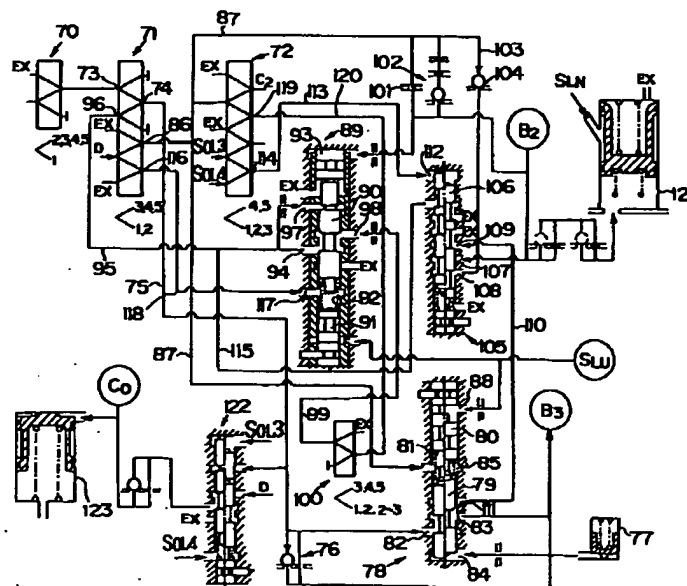 87
70
71
72
102
103
104
SLN
EX
EX
EX
73
74
C2
119
113
120
101
B2
96
86
93
89
112
EX
SOL3
106
D
116
SOL4
114
EX
90
EX
97
98
109
3,4,5
1,2
4,5
1,2,3
2,3,4,5
1
107
95
94
EX
108
75
82
117
91
EX
110
118
105
115
SLU
87
88
C0
122
SOL3
B3
81
80
123
100
EX
3,4,5
1,2,2-3
85
79
D
EX
111
83
77
SOL4
76
82
78
84